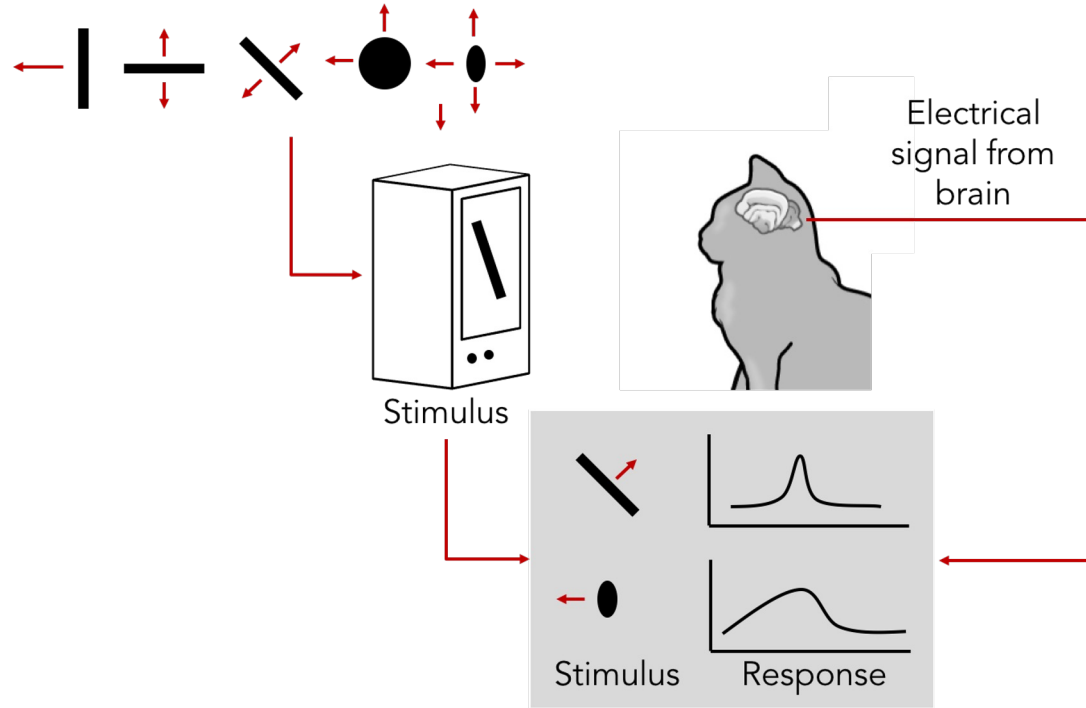 Electrical
signal from
brain
Stimulus
Stimulus
Response